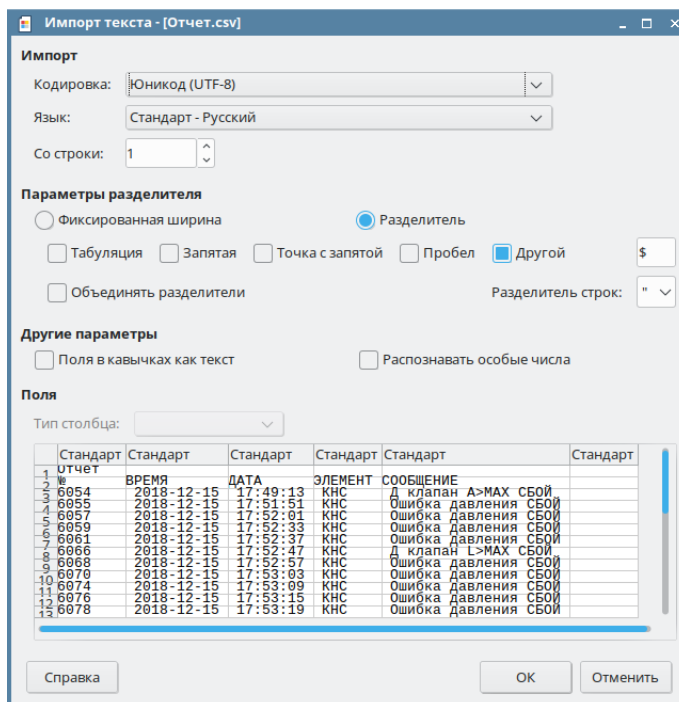 Импорт текста - [Отчет.csv]
Импорт
Кодировка: Юникод (UTF-8)
Язык: Стандарт - Русский
Со строки: 1
Параметры разделителя
Фиксированная ширина Разделитель
Табуляция Запятая Точка с запятой Пробел Другой $
Объединять разделители Разделитель строк: "
Другие параметры
Поля в кавычках как текст Распознавать особые числа
Поля
Тип столбца:
Стандарт Стандарт Стандарт Стандарт Стандарт Стандарт
1 Отчет
2 № ВРЕМЯ ДАТА ЭЛЕМЕНТ СООБЩЕНИЕ
3 6054 2018-12-15 17:49:13 КНС Д клапан A>MAX СБОЙ
4 6055 2018-12-15 17:51:51 КНС Ошибка давления СБОЙ
5 6057 2018-12-15 17:52:01 КНС Ошибка давления СБОЙ
6 6059 2018-12-15 17:52:33 КНС Ошибка давления СБОЙ
7 6061 2018-12-15 17:52:37 КНС Ошибка давления СБОЙ
8 6066 2018-12-15 17:52:47 КНС Д клапан L>MAX СБОЙ
9 6068 2018-12-15 17:52:57 КНС Ошибка давления СБОЙ
10 6070 2018-12-15 17:53:03 КНС Ошибка давления СБОЙ
11 6074 2018-12-15 17:53:09 КНС Ошибка давления СБОЙ
12 6076 2018-12-15 17:53:15 КНС Ошибка давления СБОЙ
13 6078 2018-12-15 17:53:19 КНС Ошибка давления СБОЙ
Справка ОК Отменить